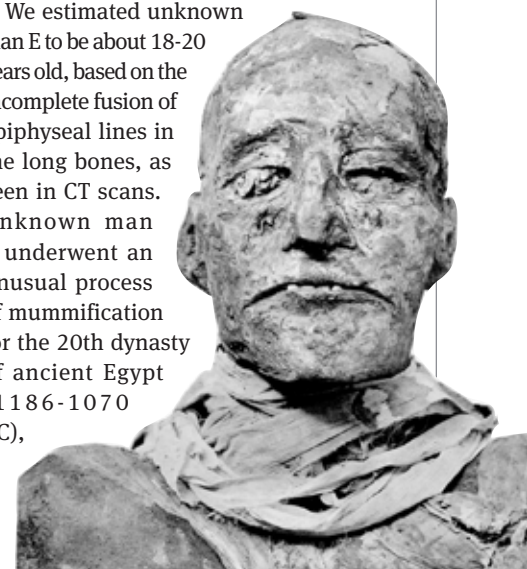 We estimated unknown
an E to be about 18-20
ears old, based on the
complete fusion of
piphyseal lines in
e long bones, as
een in CT scans.
nknown man
underwent an
nusual process
f mummification
or the 20th dynasty
f ancient Egypt
1186-1070
C),